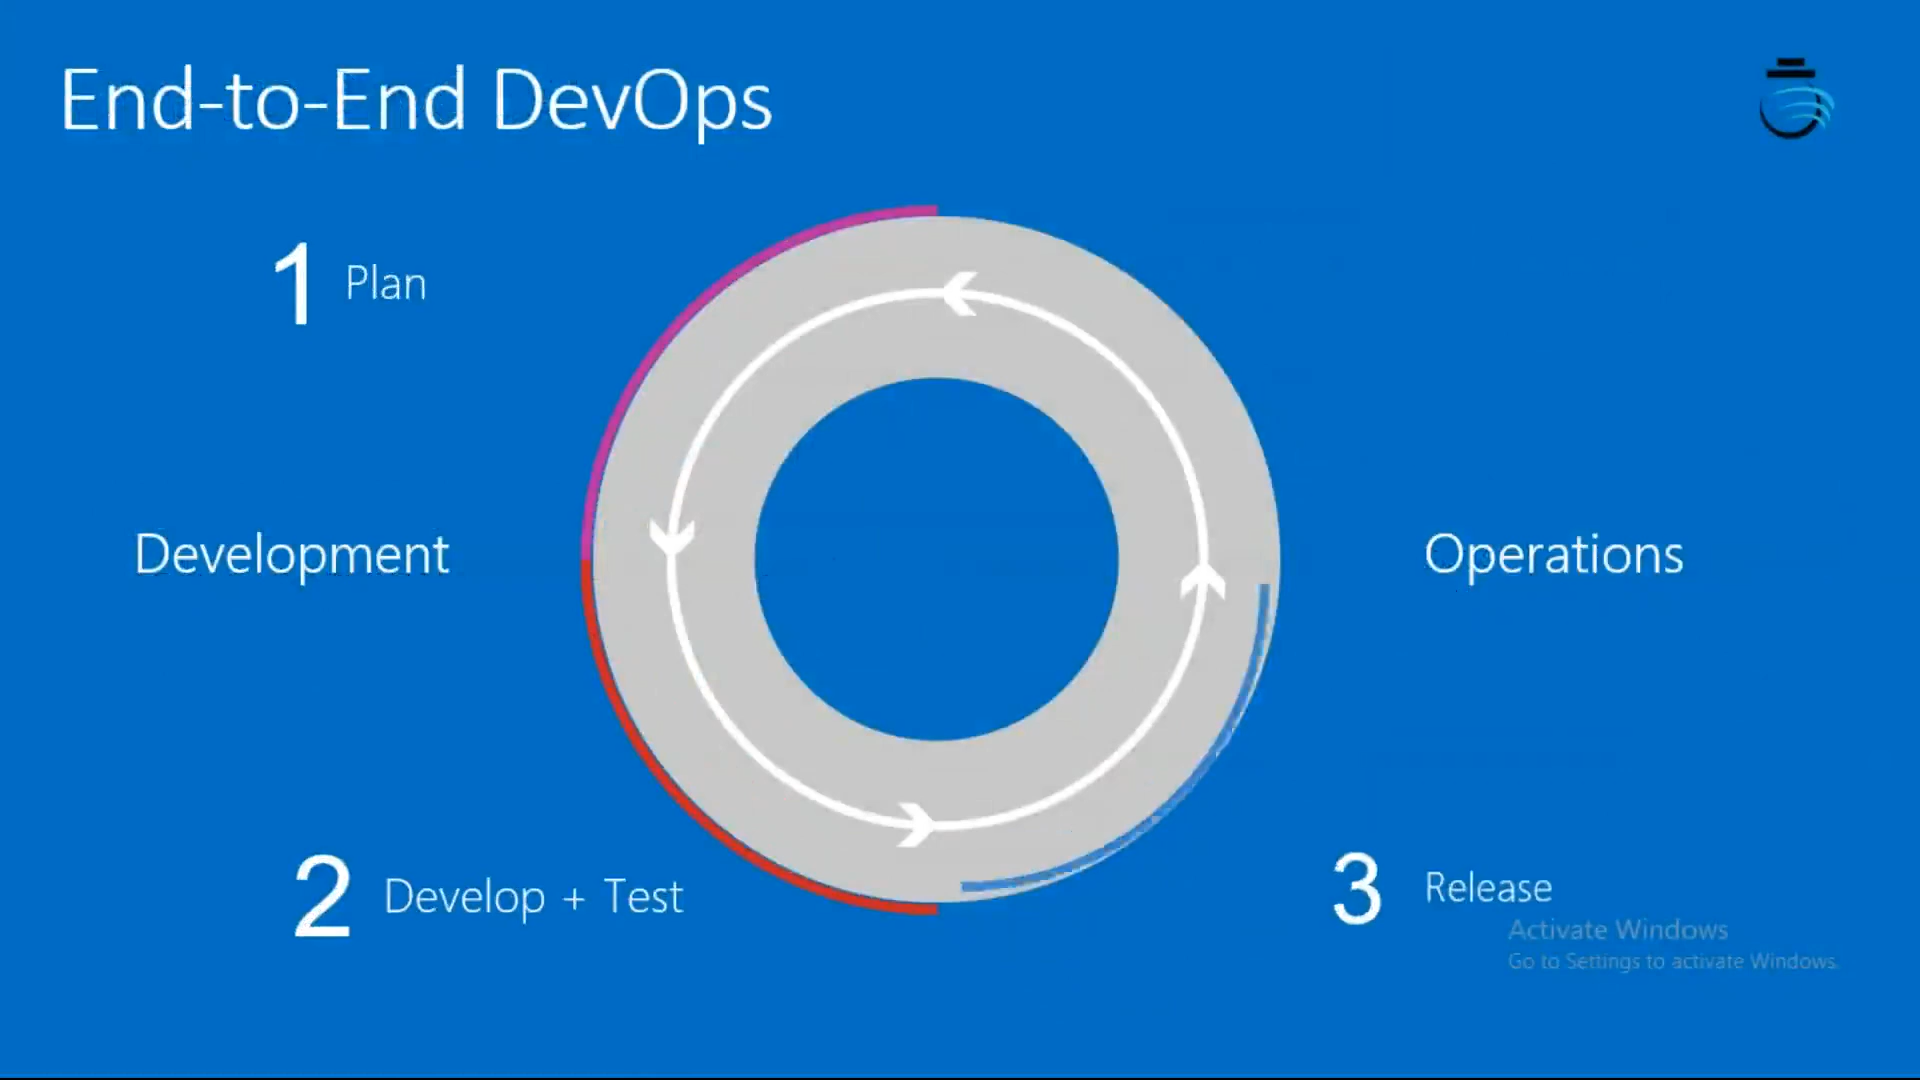 End-to-End DevOps
1 Plan
Development
Operations
2 Develop + Test
3 Release
Activate Windows
Go to Settings to activate Windows.